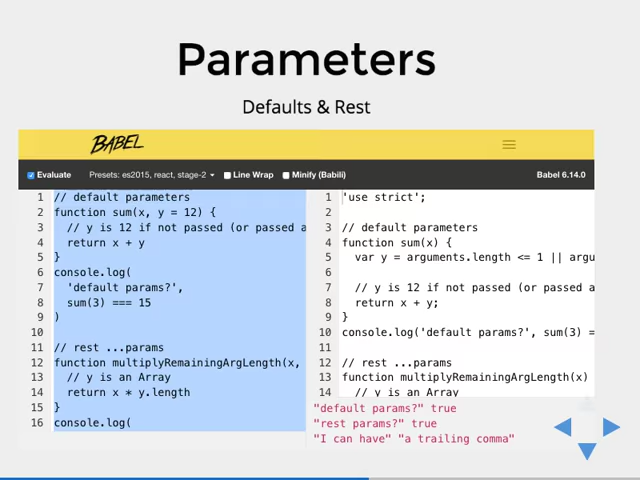 Parameters
Defaults & Rest
BABEL
Evaluate Presets: es2015, react, stage-2 Line Wrap Minify (Babili) Babel 6.14.0
1 // default parameters
2 function sum(x, y = 12) {
3 // y is 12 if not passed (or passed a
4 return x + y
5 }
6 console.log(
7 'default params?',
8 sum(3) === 15
9 )
10
11 // rest ...params
12 function multiplyRemainingArgLength(x,
13 // y is an Array
14 return x * y.length
15 }
16 console.log(
1 'use strict';
2
3 // default parameters
4 function sum(x) {
5 var y = arguments.length <= 1 || argu
6
7 // y is 12 if not passed (or passed a
8 return x + y;
9 }
10 console.log('default params?', sum(3) =
11
12 // rest ...params
13 function multiplyRemainingArgLength(x)
14 // y is an Array
"default params?" true
"rest params?" true
"I can have" "a trailing comma"